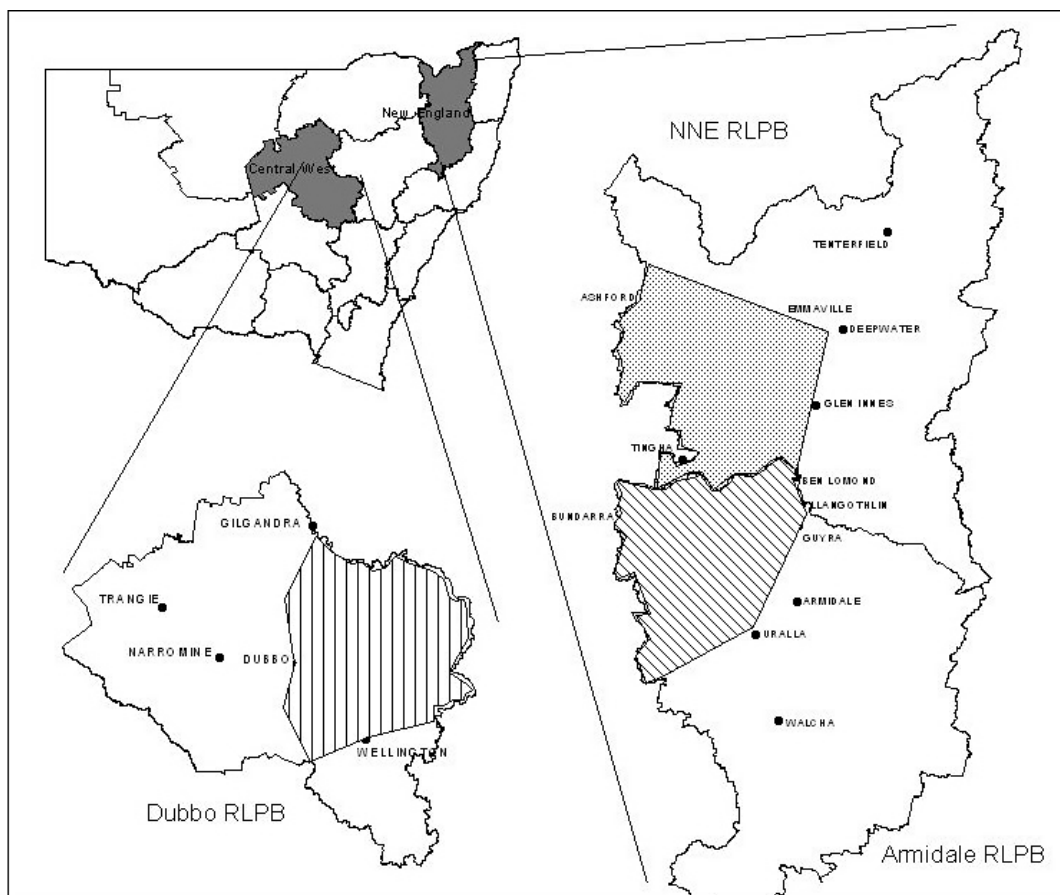 New England
Central West
NNE RLPB
TENTERFIELD
ASHFORD
EMMAVILLE
DEEPWATER
GLEN INNES
TINGHA
BEN LOMOND
LLANGOTHLIN
BUNDARRA
GUYRA
ARMIDALE
URALLA
WALCHA
Armidale RLPB
GILGANDRA
TRANGIE
NARROMINE
DUBBO
WELLINGTON
Dubbo RLPB